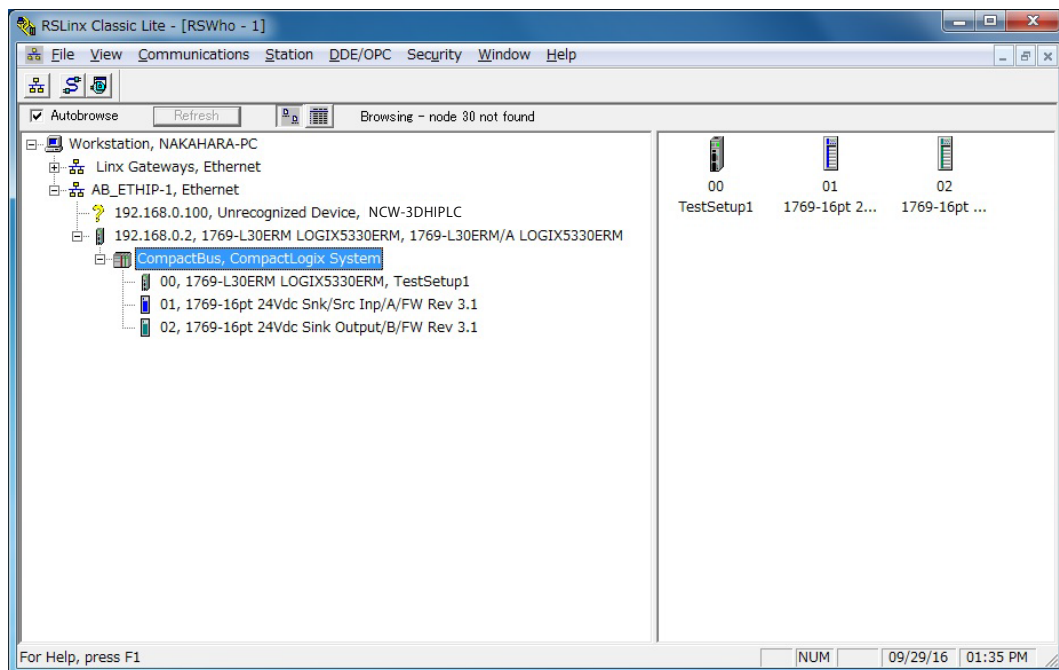 RSLinx Classic Lite - [RSWho - 1]
File View Communications Station DDE/OPC Security Window Help
Autobrowse Refresh Browsing - node 30 not found
Workstation, NAKAHARA-PC
Linx Gateways, Ethernet
AB_ETHIP-1, Ethernet
192.168.0.100, Unrecognized Device, NCW-3DHIPLC
192.168.0.2, 1769-L30ERM LOGIX5330ERM, 1769-L30ERM/A LOGIX5330ERM
CompactBus, CompactLogix System
00, 1769-L30ERM LOGIX5330ERM, TestSetup1
01, 1769-16pt 24Vdc Snk/Src Inp/A/FW Rev 3.1
02, 1769-16pt 24Vdc Sink Output/B/FW Rev 3.1
00 01 02
TestSetup1 1769-16pt 2... 1769-16pt ...
For Help, press F1 NUM 09/29/16 01:35 PM